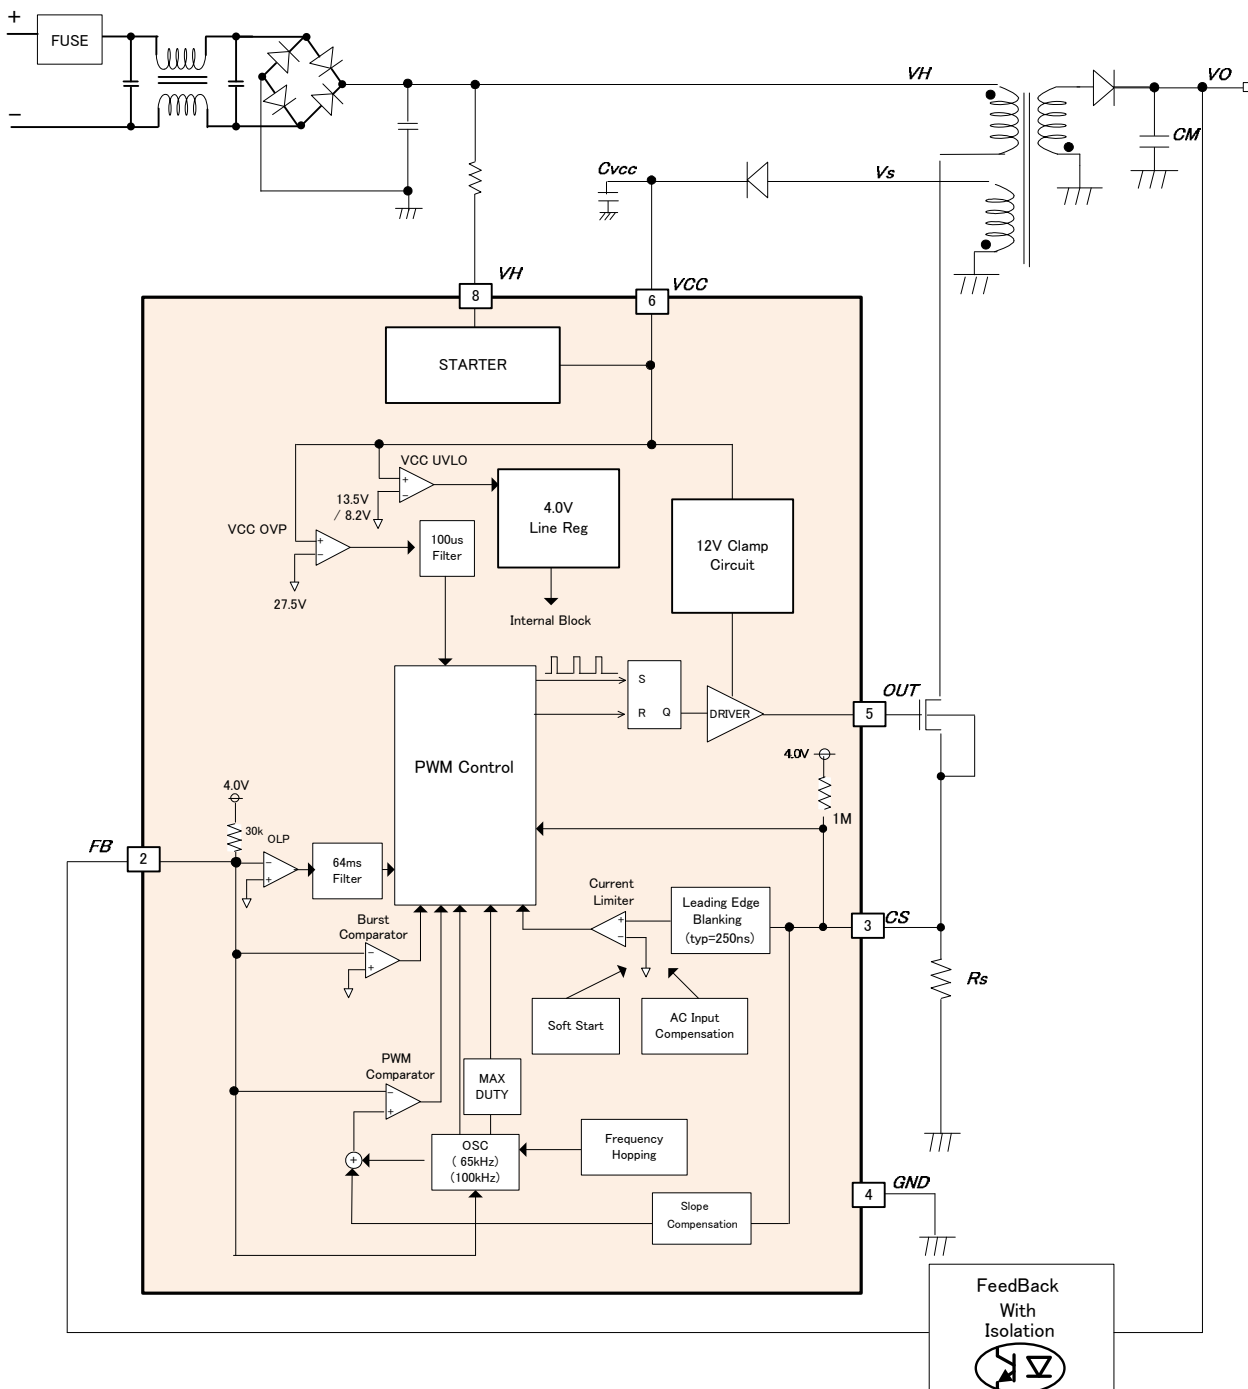 +
FUSE
−
VH
VO
CM
Cvcc
Vs
VH
8
VCC
6
STARTER
VCC UVLO
+
−
13.5V
/ 8.2V
4.0V
Line Reg
Internal Block
VCC OVP
+
−
27.5V
100us
Filter
12V Clamp
Circuit
PWM Control
S
R Q
DRIVER
OUT
5
4.0V
1M
4.0V
30k
OLP
FB
2
−
+
64ms
Filter
Burst
Comparator
−
+
Current
Limiter
+
−
Leading Edge
Blanking
(typ=250ns)
CS
3
Rs
Soft Start
AC Input
Compensation
PWM
Comparator
−
+
MAX
DUTY
+
OSC
( 65kHz)
(100kHz)
Frequency
Hopping
Slope
Compensation
GND
4
FeedBack
With
Isolation